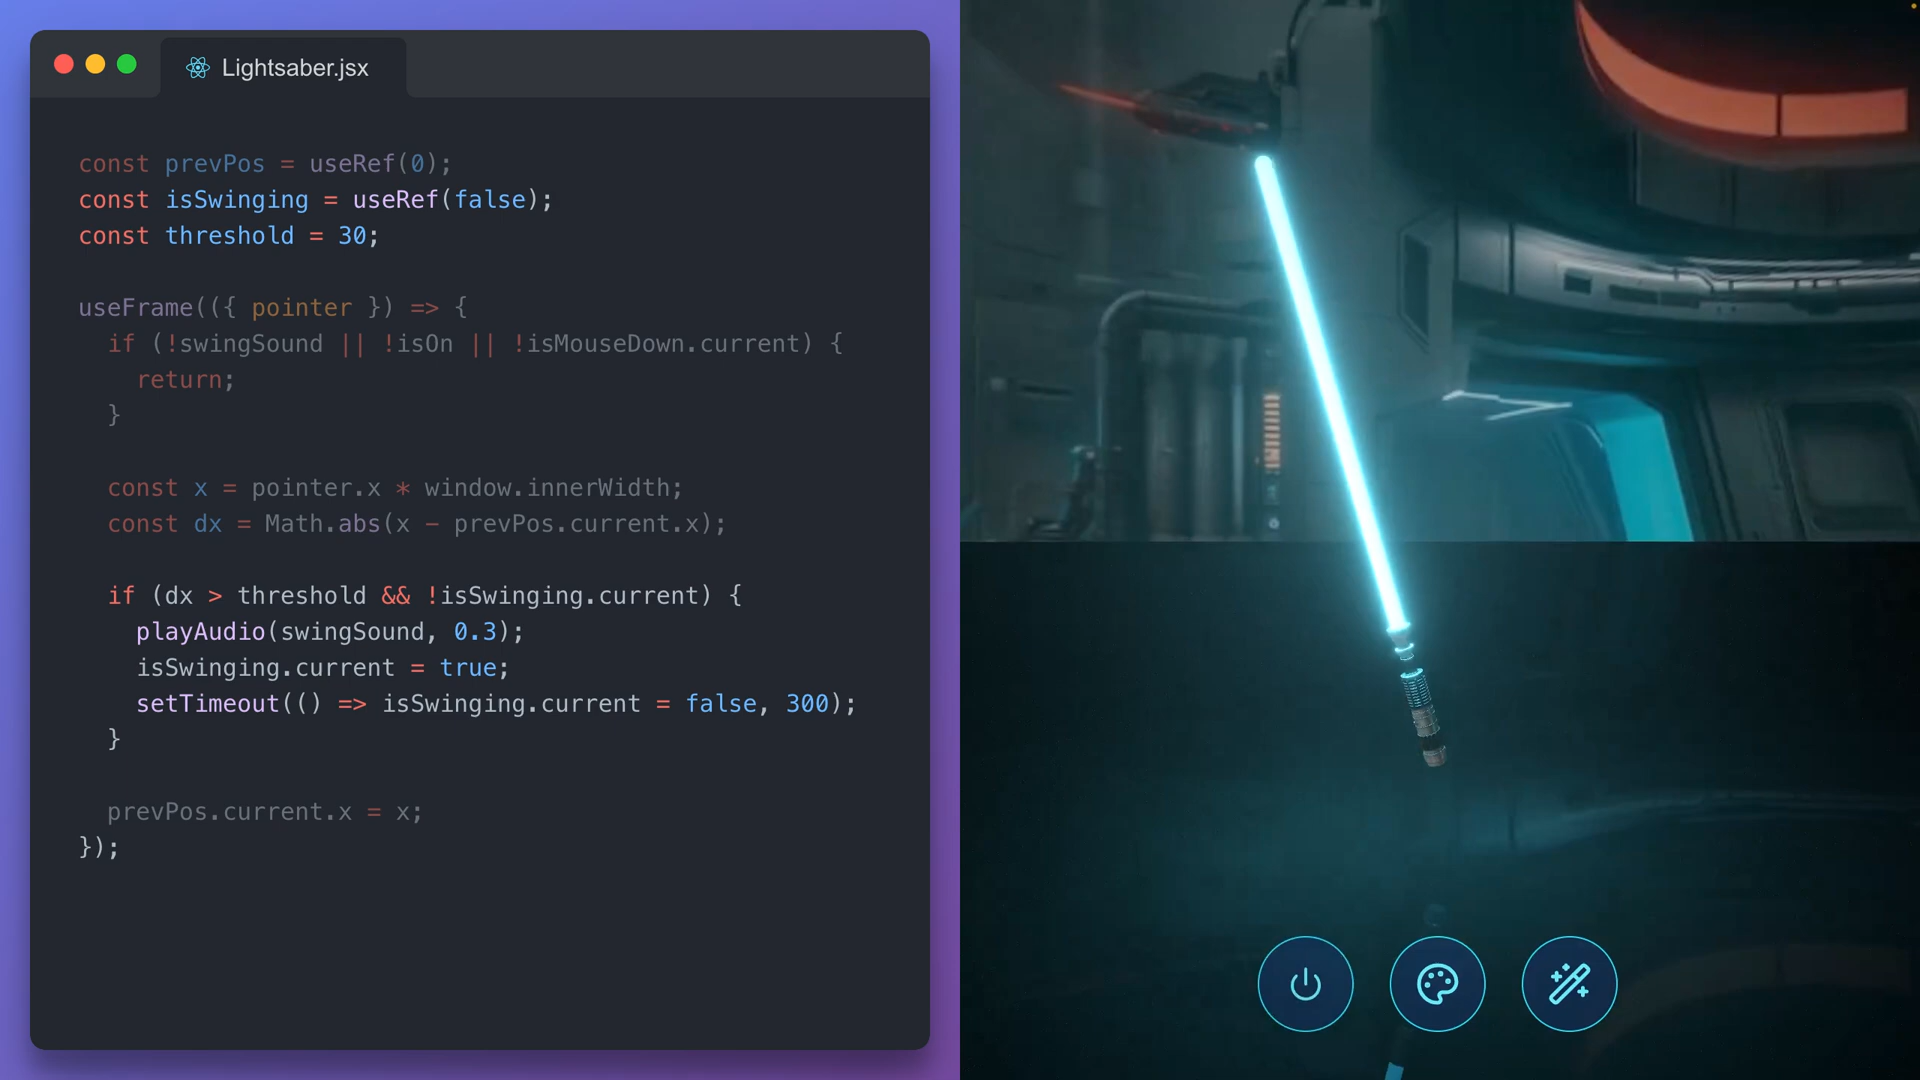 Lightsaber.jsx
const prevPos = useRef(0);
const isSwinging = useRef(false);
const threshold = 30;
useFrame(({ pointer }) => {
if (!swingSound || !isOn || !isMouseDown.current) {
return;
}
const x = pointer.x * window.innerWidth;
const dx = Math.abs(x - prevPos.current.x);
if (dx > threshold && !isSwinging.current) {
playAudio(swingSound, 0.3);
isSwinging.current = true;
setTimeout(() => isSwinging.current = false, 300);
}
prevPos.current.x = x;
});